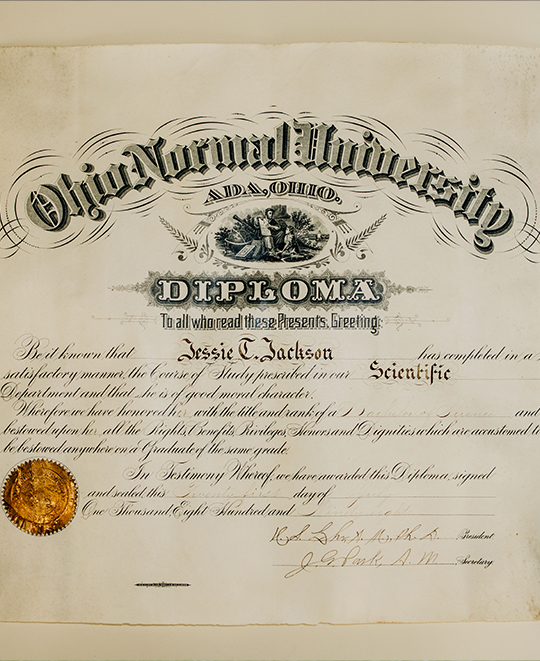 Ohio Normal University
ADA, OHIO.
DIPLOMA
To all who read these Presents, Greeting:
Be it known that Jessie T. Jackson has completed in a
satisfactory manner, the Course of Study prescribed in our Scientific
Department and that she is of good moral character.
Wherefore we have honored her with the title and rank of a Bachelor of Science and
bestowed upon her all the Rights, Benefits, Privileges, Honors and Dignities which are accustomed to
be bestowed anywhere on a Graduate of the same grade.
In Testimony Whereof, we have awarded this Diploma, signed
and sealed this day of
One Thousand, Eight Hundred and
President
J. G. Park, A. M. Secretary